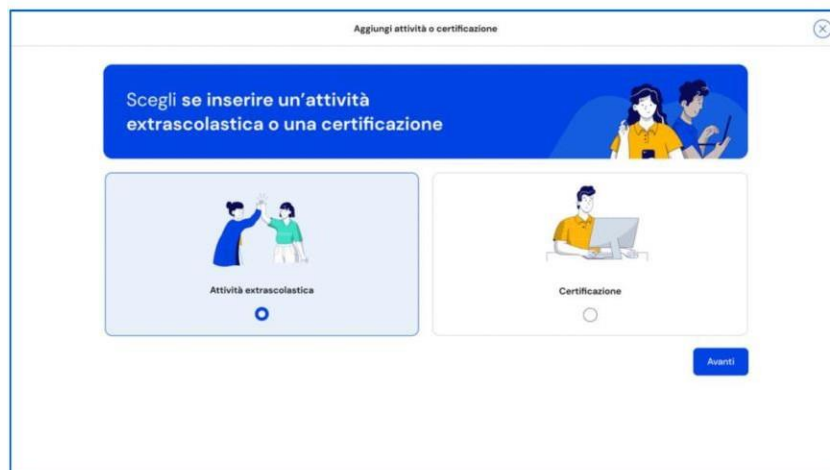 Aggiungi attività o certificazione
Scegli se inserire un'attività
extrascolastica o una certificazione
Attività extrascolastica
Certificazione
Avanti